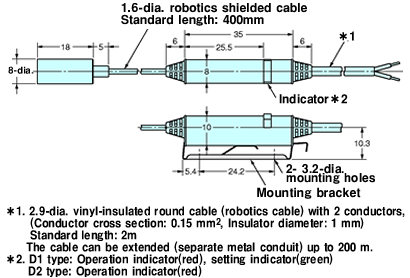 1.6-dia. robotics shielded cable
Standard length: 400mm
35
18
5
6
25.5
6
*1
8-dia.
8
Indicator*2
10
10.3
5.4
24.2
2- 3.2-dia.
mounting holes
Mounting bracket
*1. 2.9-dia. vinyl-insulated round cable (robotics cable) with 2 conductors,
(Conductor cross section: 0.15 mm², Insulator diameter: 1 mm)
Standard length: 2m
The cable can be extended (separate metal conduit) up to 200 m.
*2. D1 type: Operation indicator(red), setting indicator(green)
D2 type: Operation indicator(red)